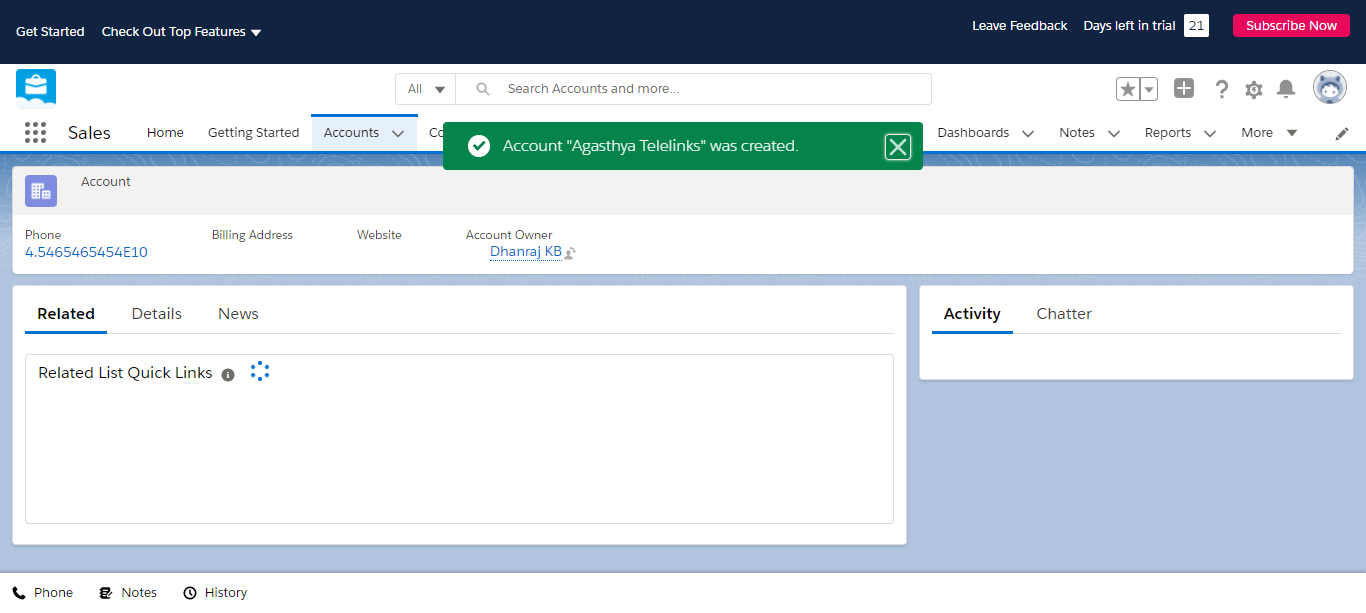 Get Started Check Out Top Features Leave Feedback Days left in trial 21 Subscribe Now
All Search Accounts and more...
Sales Home Getting Started Accounts Co Dashboards Notes Reports More
Account "Agasthya Telelinks" was created.
Account
Phone Billing Address Website Account Owner
4.5465465454E10 Dhanraj KB
Related Details News Activity Chatter
Related List Quick Links
Phone Notes History